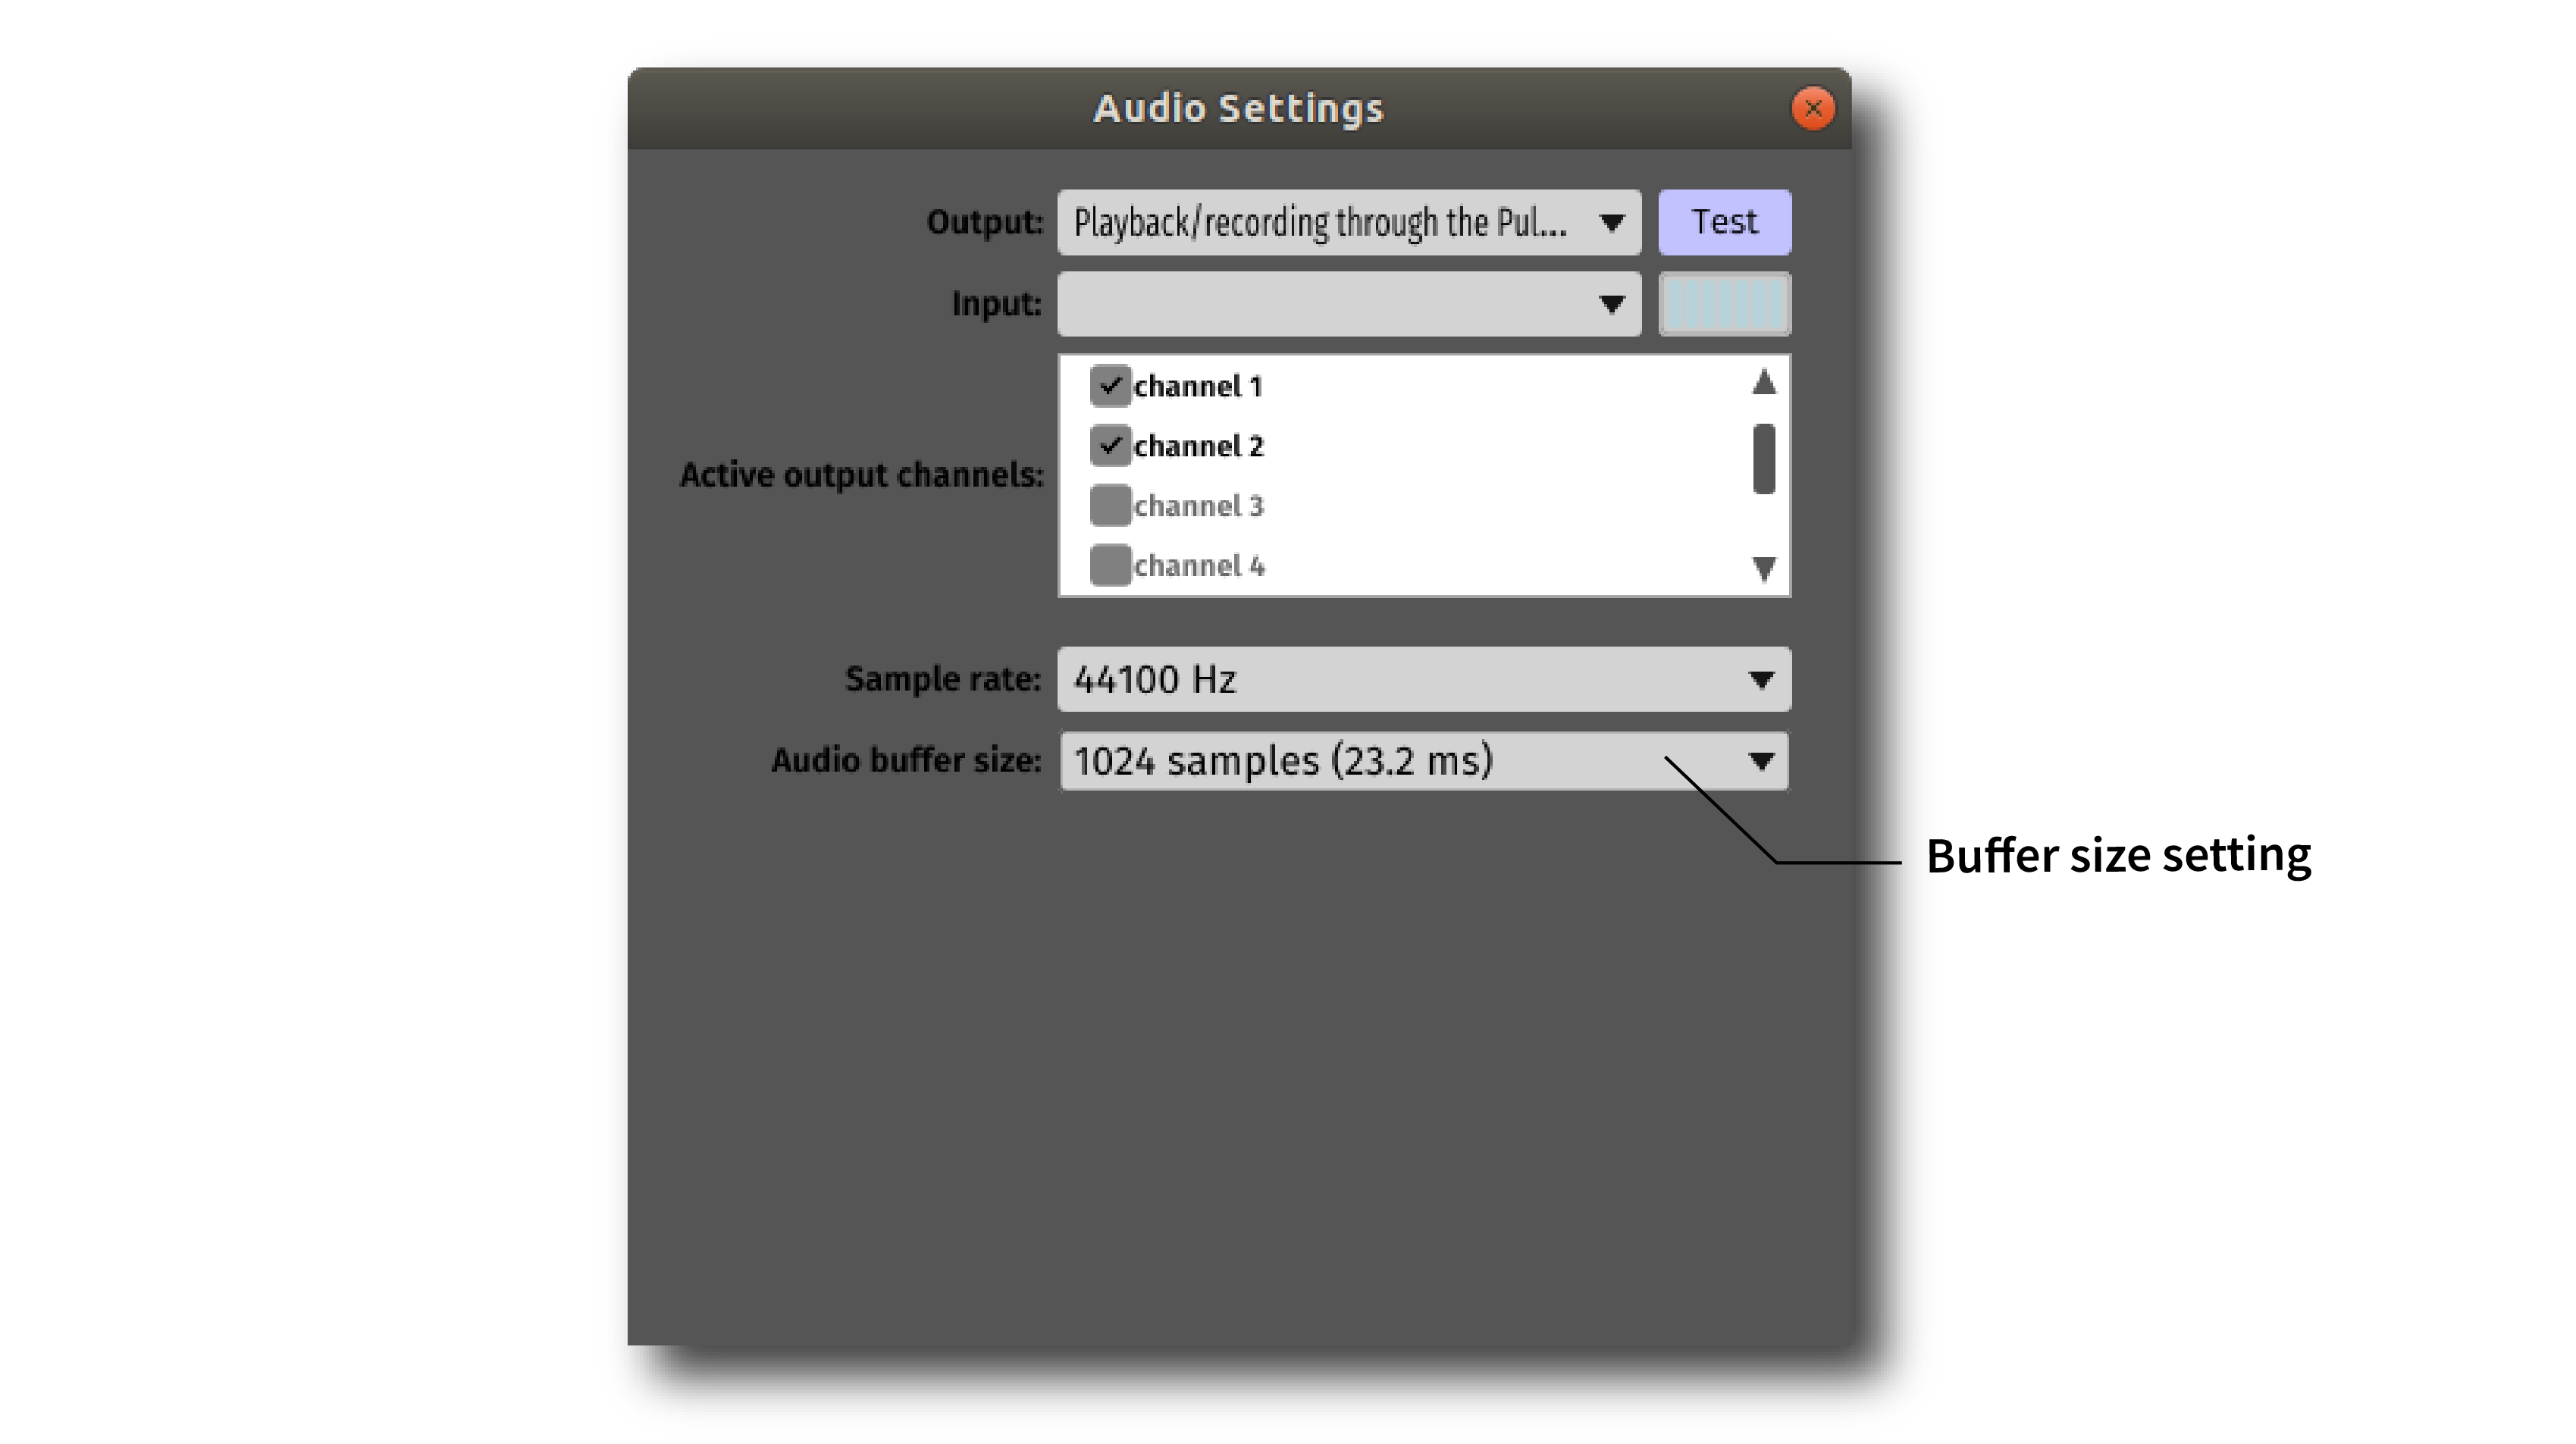 Audio Settings
Output: Playback/recording through the Pul... Test
Input:
channel 1
channel 2
Active output channels:
channel 3
channel 4
Sample rate: 44100 Hz
Audio buffer size: 1024 samples (23.2 ms)
Buffer size setting